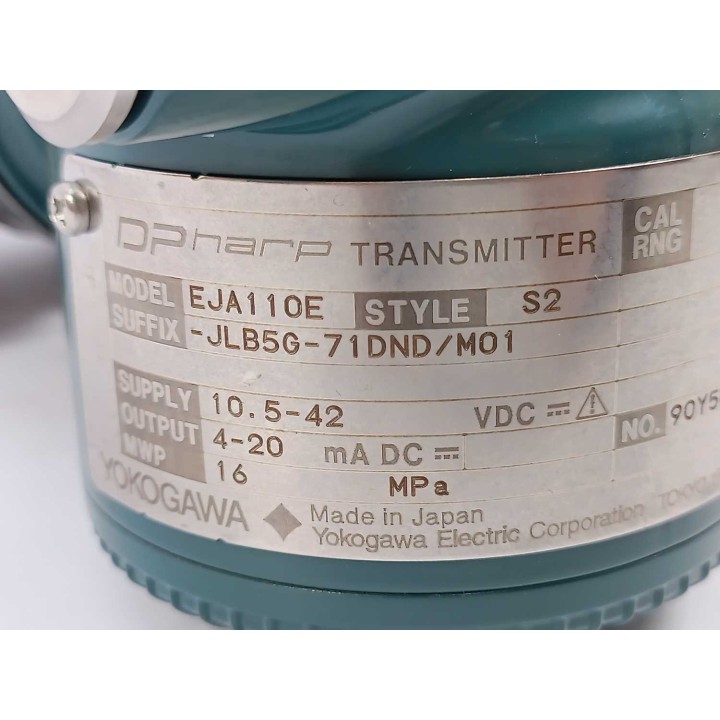 DPharp TRANSMITTER CAL RNG
MODEL EJA110E STYLE S2
SUFFIX -JLB5G-71DND/M01
SUPPLY 10.5-42 VDC
OUTPUT 4-20 mA DC NO. 90Y5
MWP 16 MPa
YOKOGAWA Made in Japan
Yokogawa Electric Corporation